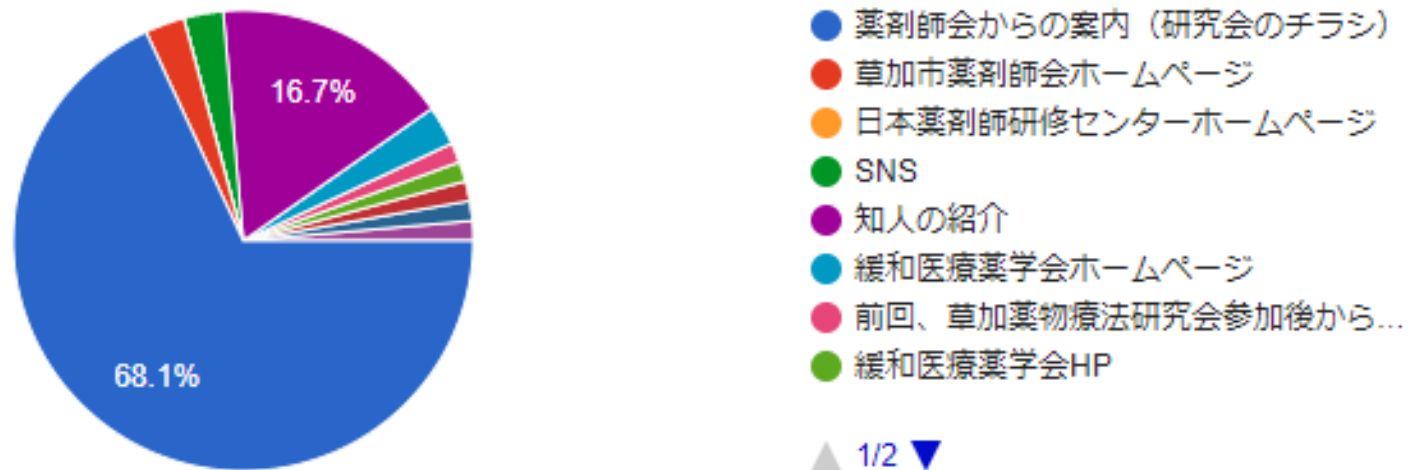 16.7%
68.1%
薬剤師会からの案内（研究会のチラシ）
草加市薬剤師会ホームページ
日本薬剤師研修センターホームページ
SNS
知人の紹介
緩和医療薬学会ホームページ
前回、草加薬物療法研究会参加後から...
緩和医療薬学会HP
1/2